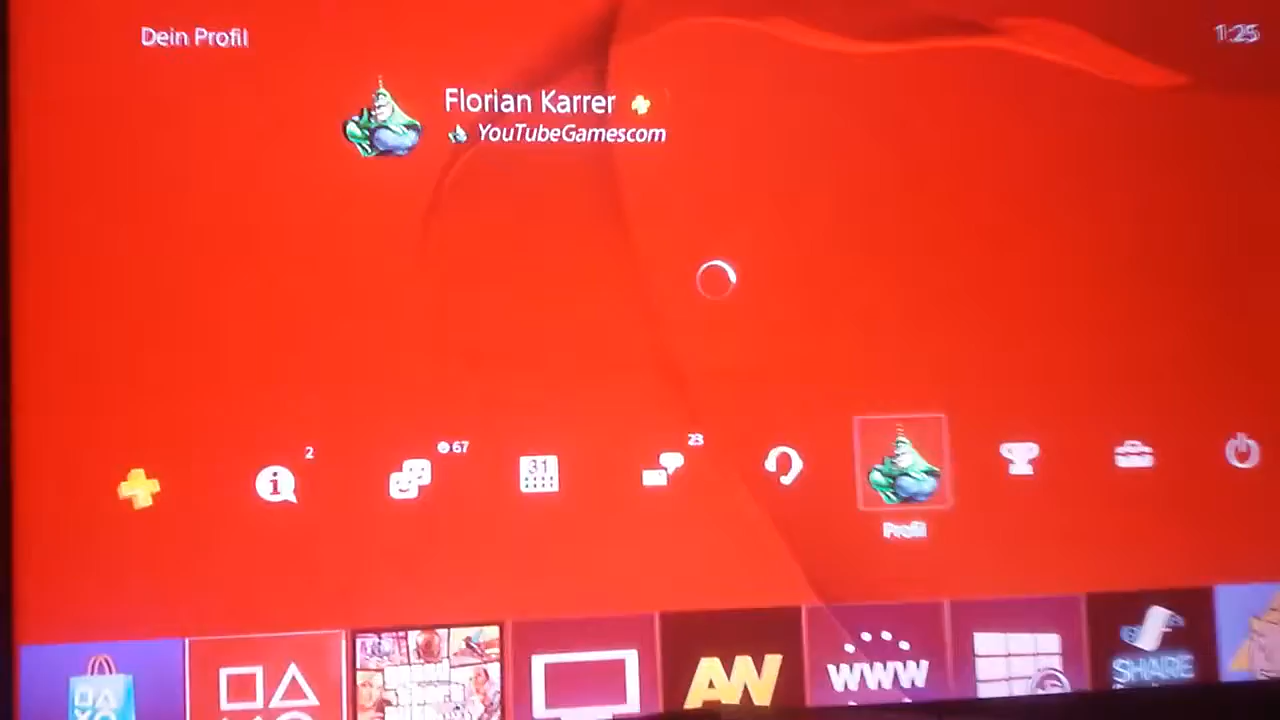 Dein Profil
1:25
Florian Karrer
YouTubeGamescom
2
67
31
23
Profil
AW
WWW
SHARE